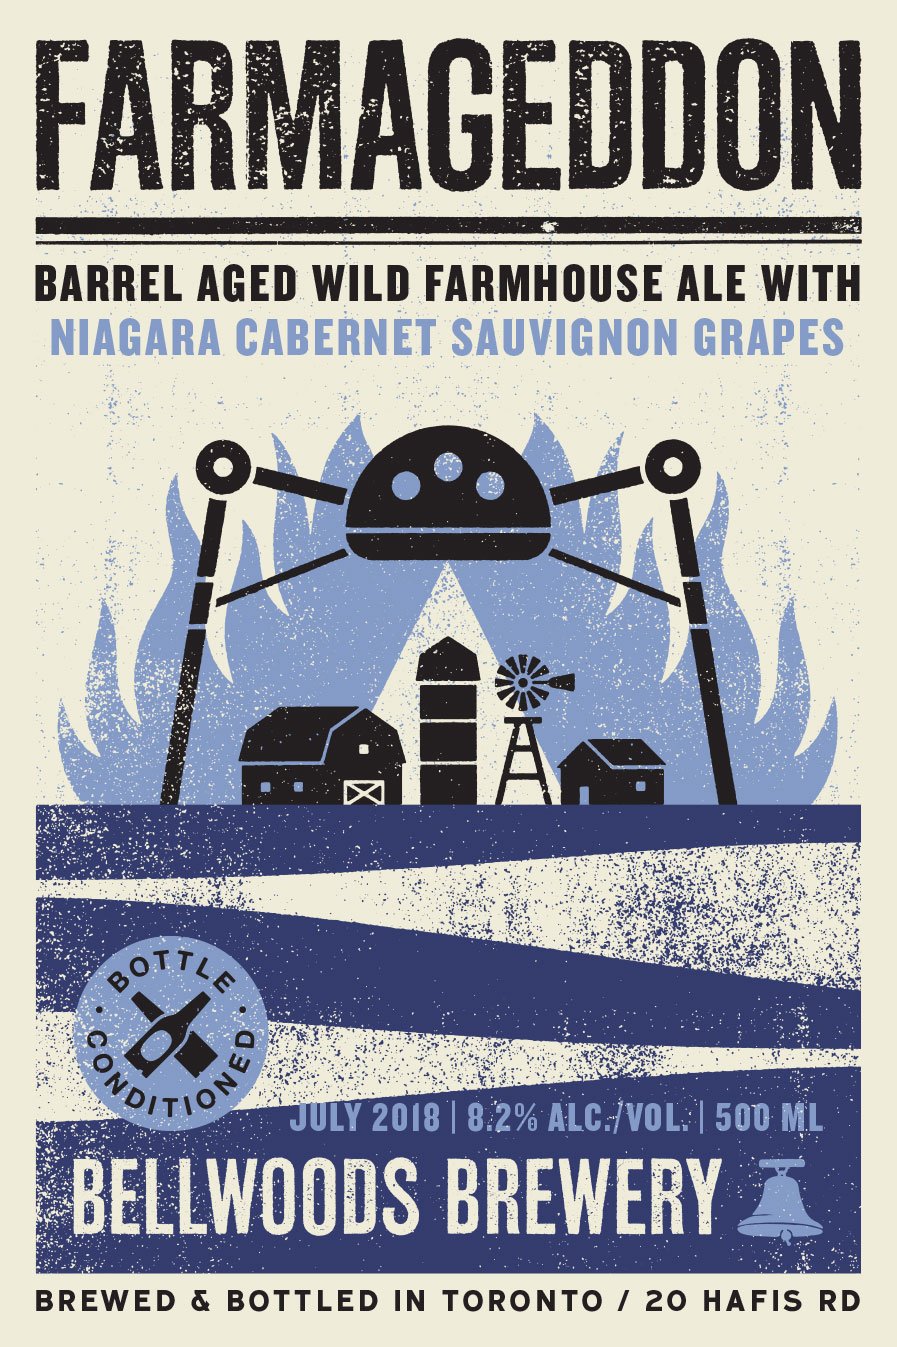 FARMAGEDDON
BARREL AGED WILD FARMHOUSE ALE WITH
NIAGARA CABERNET SAUVIGNON GRAPES
BOTTLE
CONDITIONED
JULY 2018 | 8.2% ALC./VOL. | 500 ML
BELLWOODS BREWERY
BREWED & BOTTLED IN TORONTO / 20 HAFIS RD